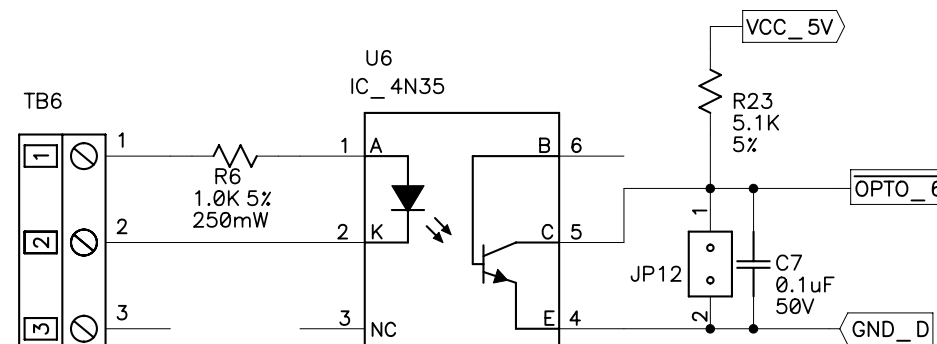 VCC_5V
U6
IC_4N35
TB6
R23
5.1K
5%
1
1
R6
1.0K 5%
250mW
1
A
B
6
OPTO_6
2
2
2
K
C
5
1
JP12
C7
0.1uF
50V
3
3
3
NC
E
4
2
GND_D